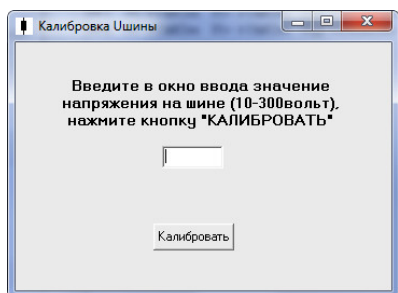 Калибровка Uшины
Введите в окно ввода значение
напряжения на шине (10-300вольт),
нажмите кнопку "КАЛИБРОВАТЬ"
Калибровать